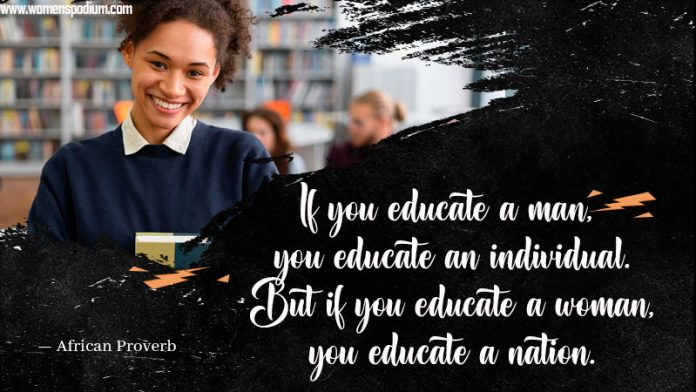 www.womenspodium.com
If you educate a man,
you educate an individual.
But if you educate a woman,
you educate a nation.
— African Proverb